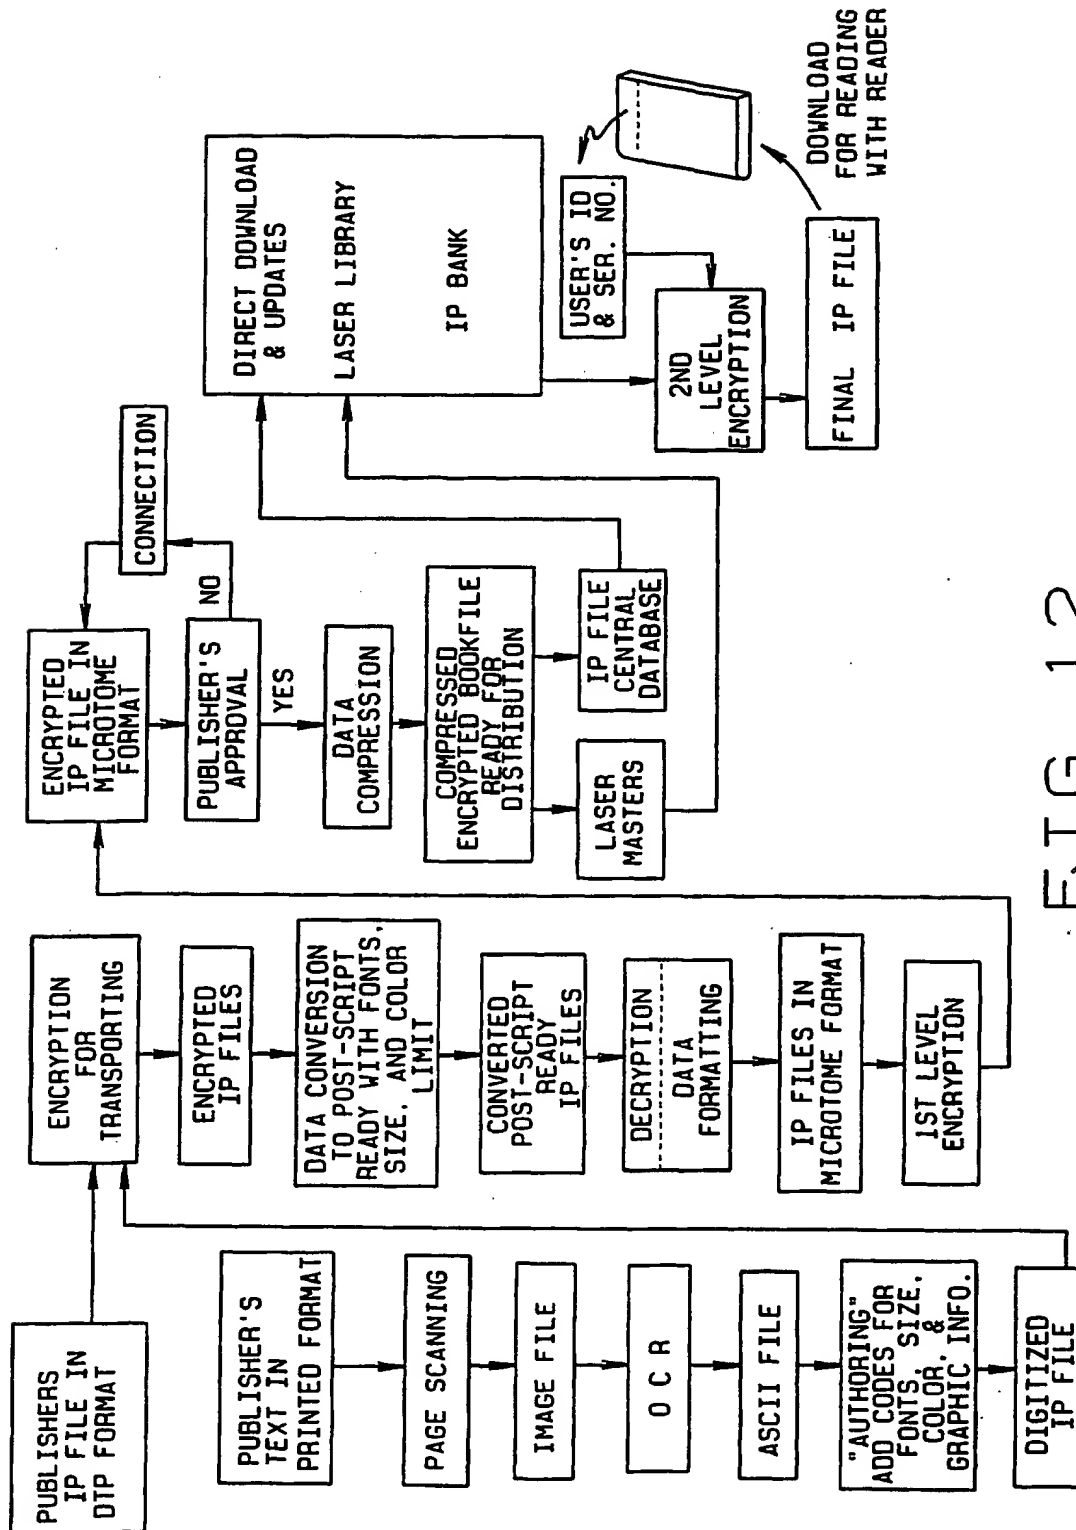 PUBLISHERS
IP FILE IN
DTP FORMAT
PUBLISHER'S
TEXT IN
PRINTED FORMAT
PAGE SCANNING
IMAGE FILE
O C R
ASCII FILE
"AUTHORING"
ADD CODES FOR
FONTS, SIZE,
COLOR, &
GRAPHIC INFO.
DIGITIZED
IP FILE
ENCRYPTION
FOR
TRANSPORTING
ENCRYPTED
IP FILES
DATA CONVERSION
TO POST-SCRIPT
READY WITH FONTS,
SIZE, AND COLOR
LIMIT
CONVERTED
POST-SCRIPT
READY
IP FILES
DECRYPTION
DATA
FORMATTING
IP FILES IN
MICROTOME FORMAT
1ST LEVEL
ENCRYPTION
ENCRYPTED
IP FILE IN
MICROTOME
FORMAT
CONNECTION
PUBLISHER'S
APPROVAL
NO
YES
DATA
COMPRESSION
COMPRESSED
ENCRYPTED BOOKFILE
READY FOR
DISTRIBUTION
LASER
MASTERS
IP FILE
CENTRAL
DATABASE
DIRECT DOWNLOAD
& UPDATES
LASER LIBRARY
IP BANK
USER'S ID
& SER. NO.
2ND
LEVEL
ENCRYPTION
FINAL IP FILE
DOWNLOAD
FOR READING
WITH READER
FIG 12